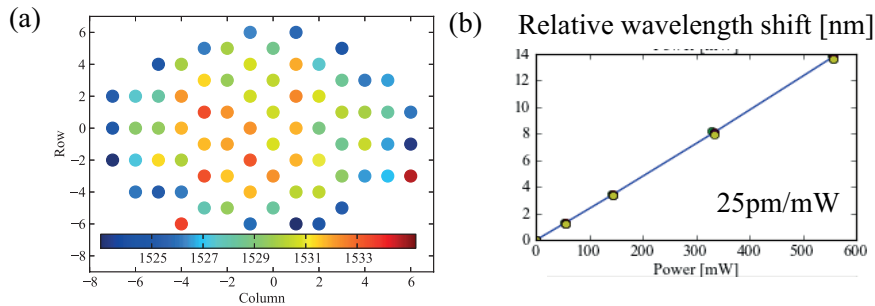 (a)
6
4
2
0
−2
−4
−6
−8
Row
1525 1527 1529 1531 1533
−8 −6 −4 −2 0 2 4 6
Column
(b)
Relative wavelength shift [nm]
14
12
10
8
6
4
2
0
25pm/mW
0 100 200 300 400 500 600
Power [mW]